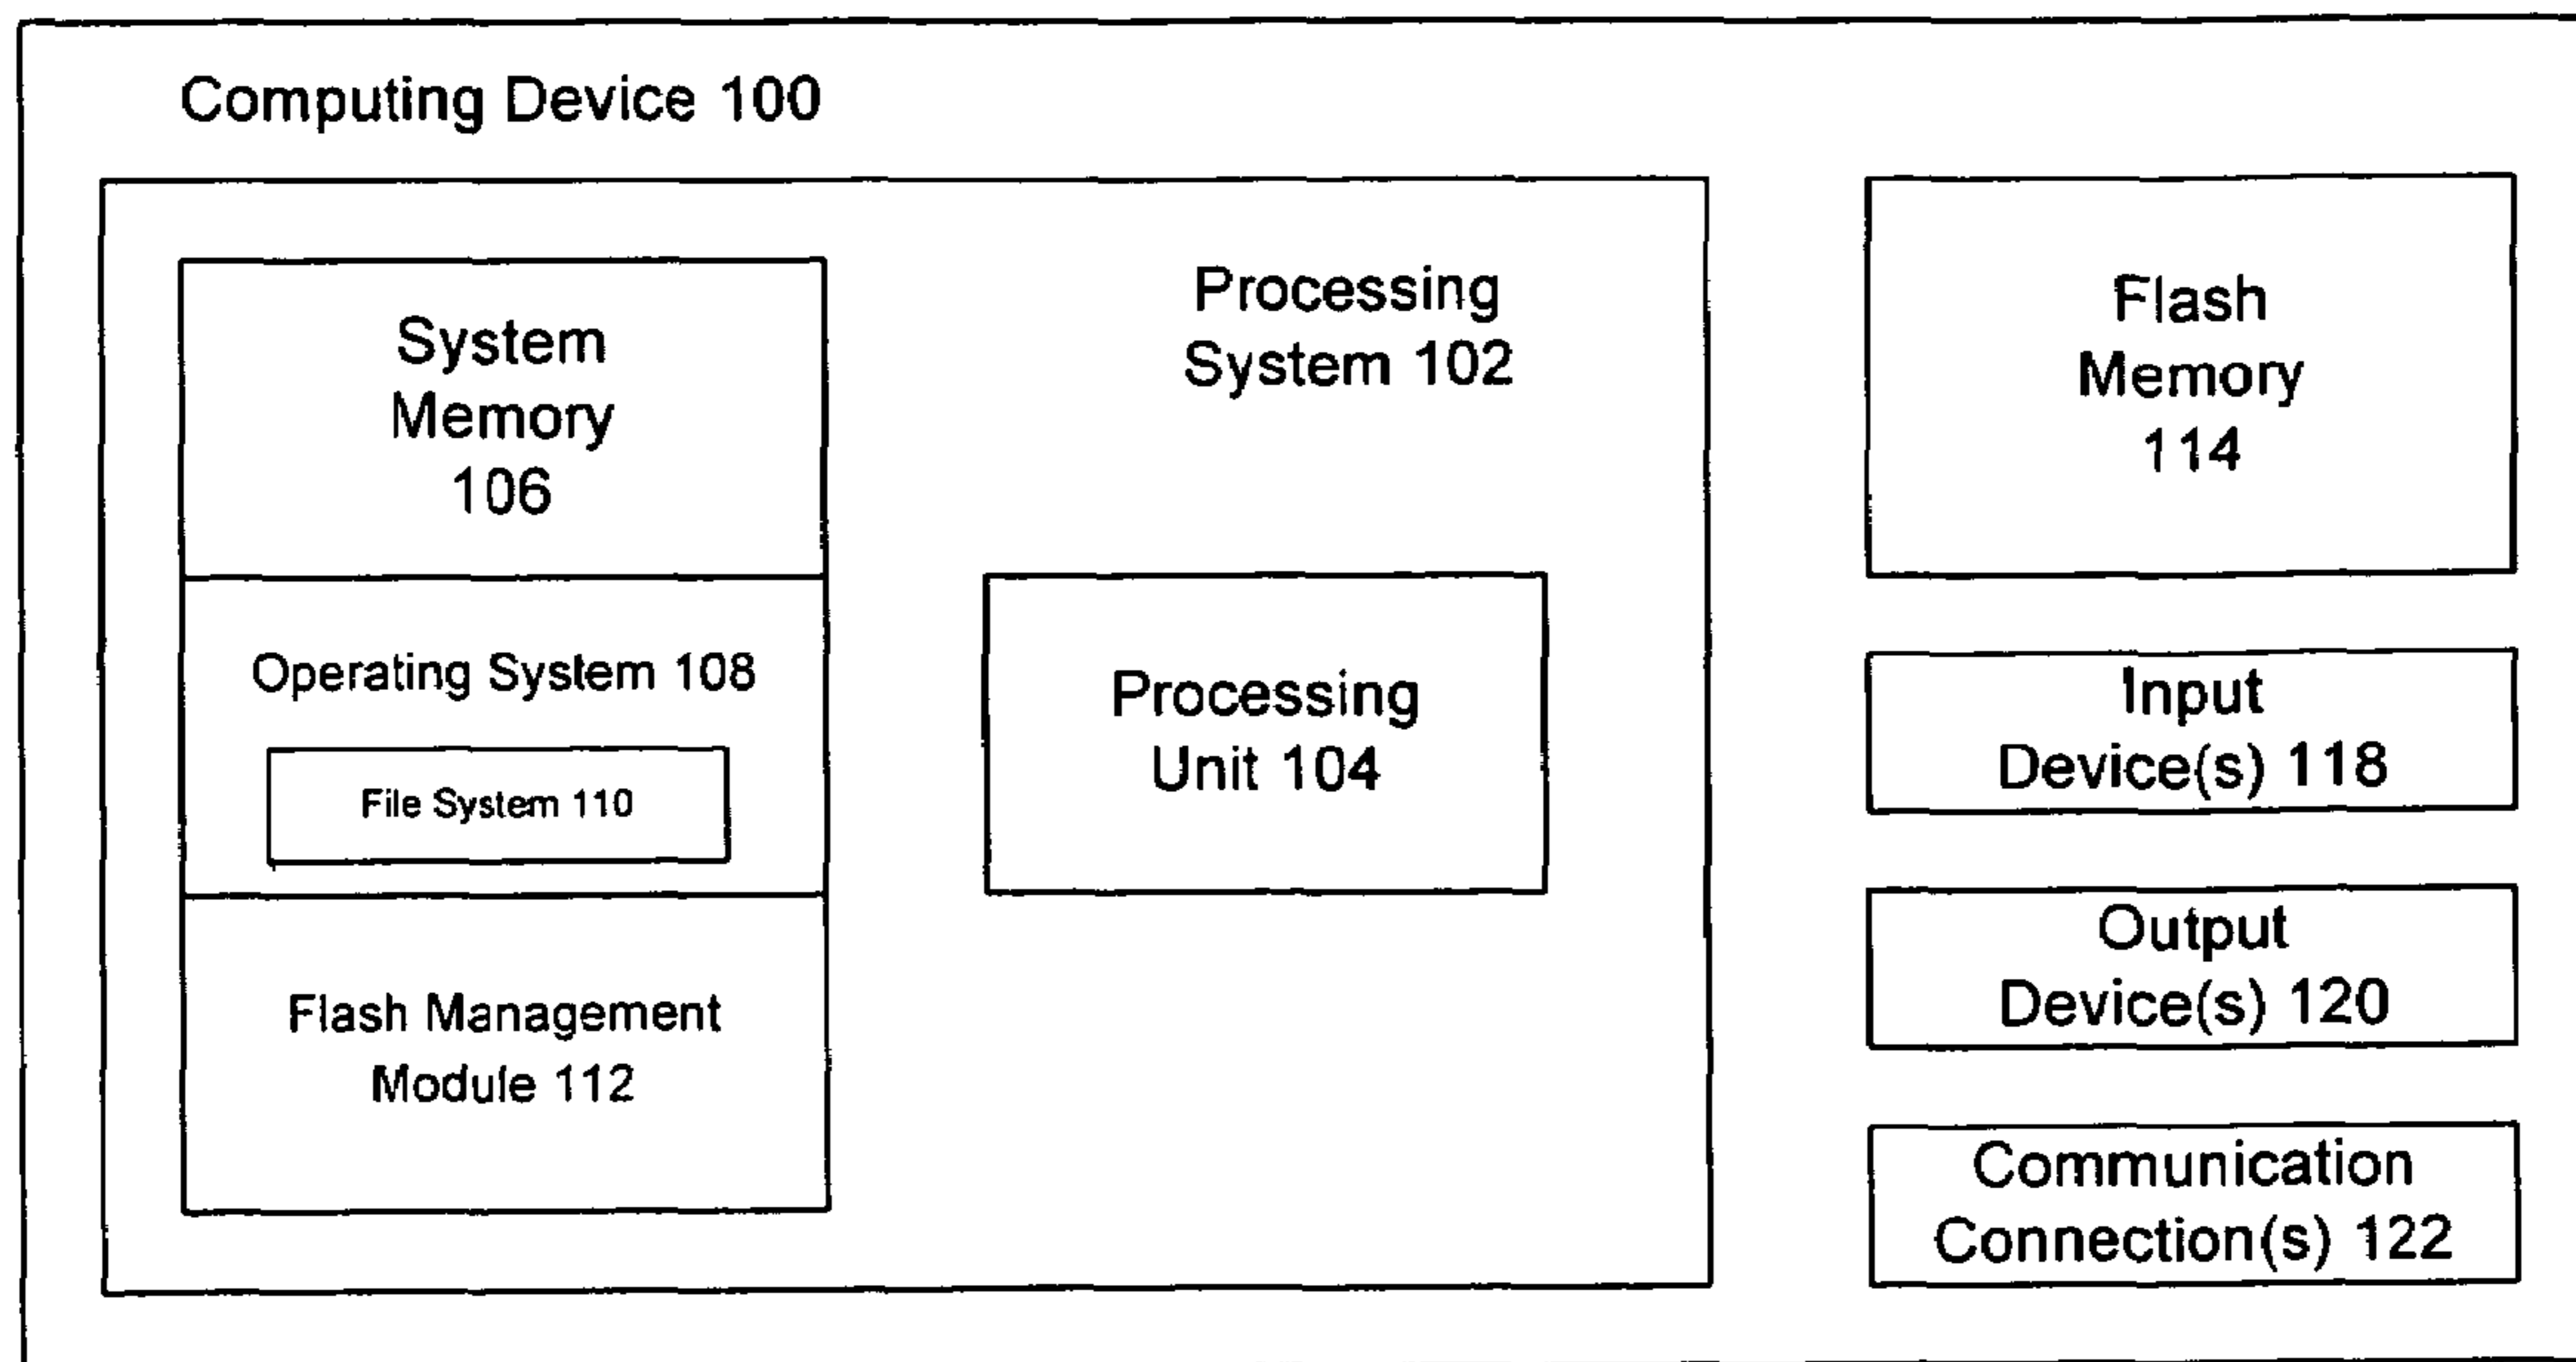 Computing Device 100
System
Memory
106
Operating System 108
File System 110
Flash Management
Module 112
Processing
System 102
Processing
Unit 104
Flash
Memory
114
Input
Device(s) 118
Output
Device(s) 120
Communication
Connection(s) 122